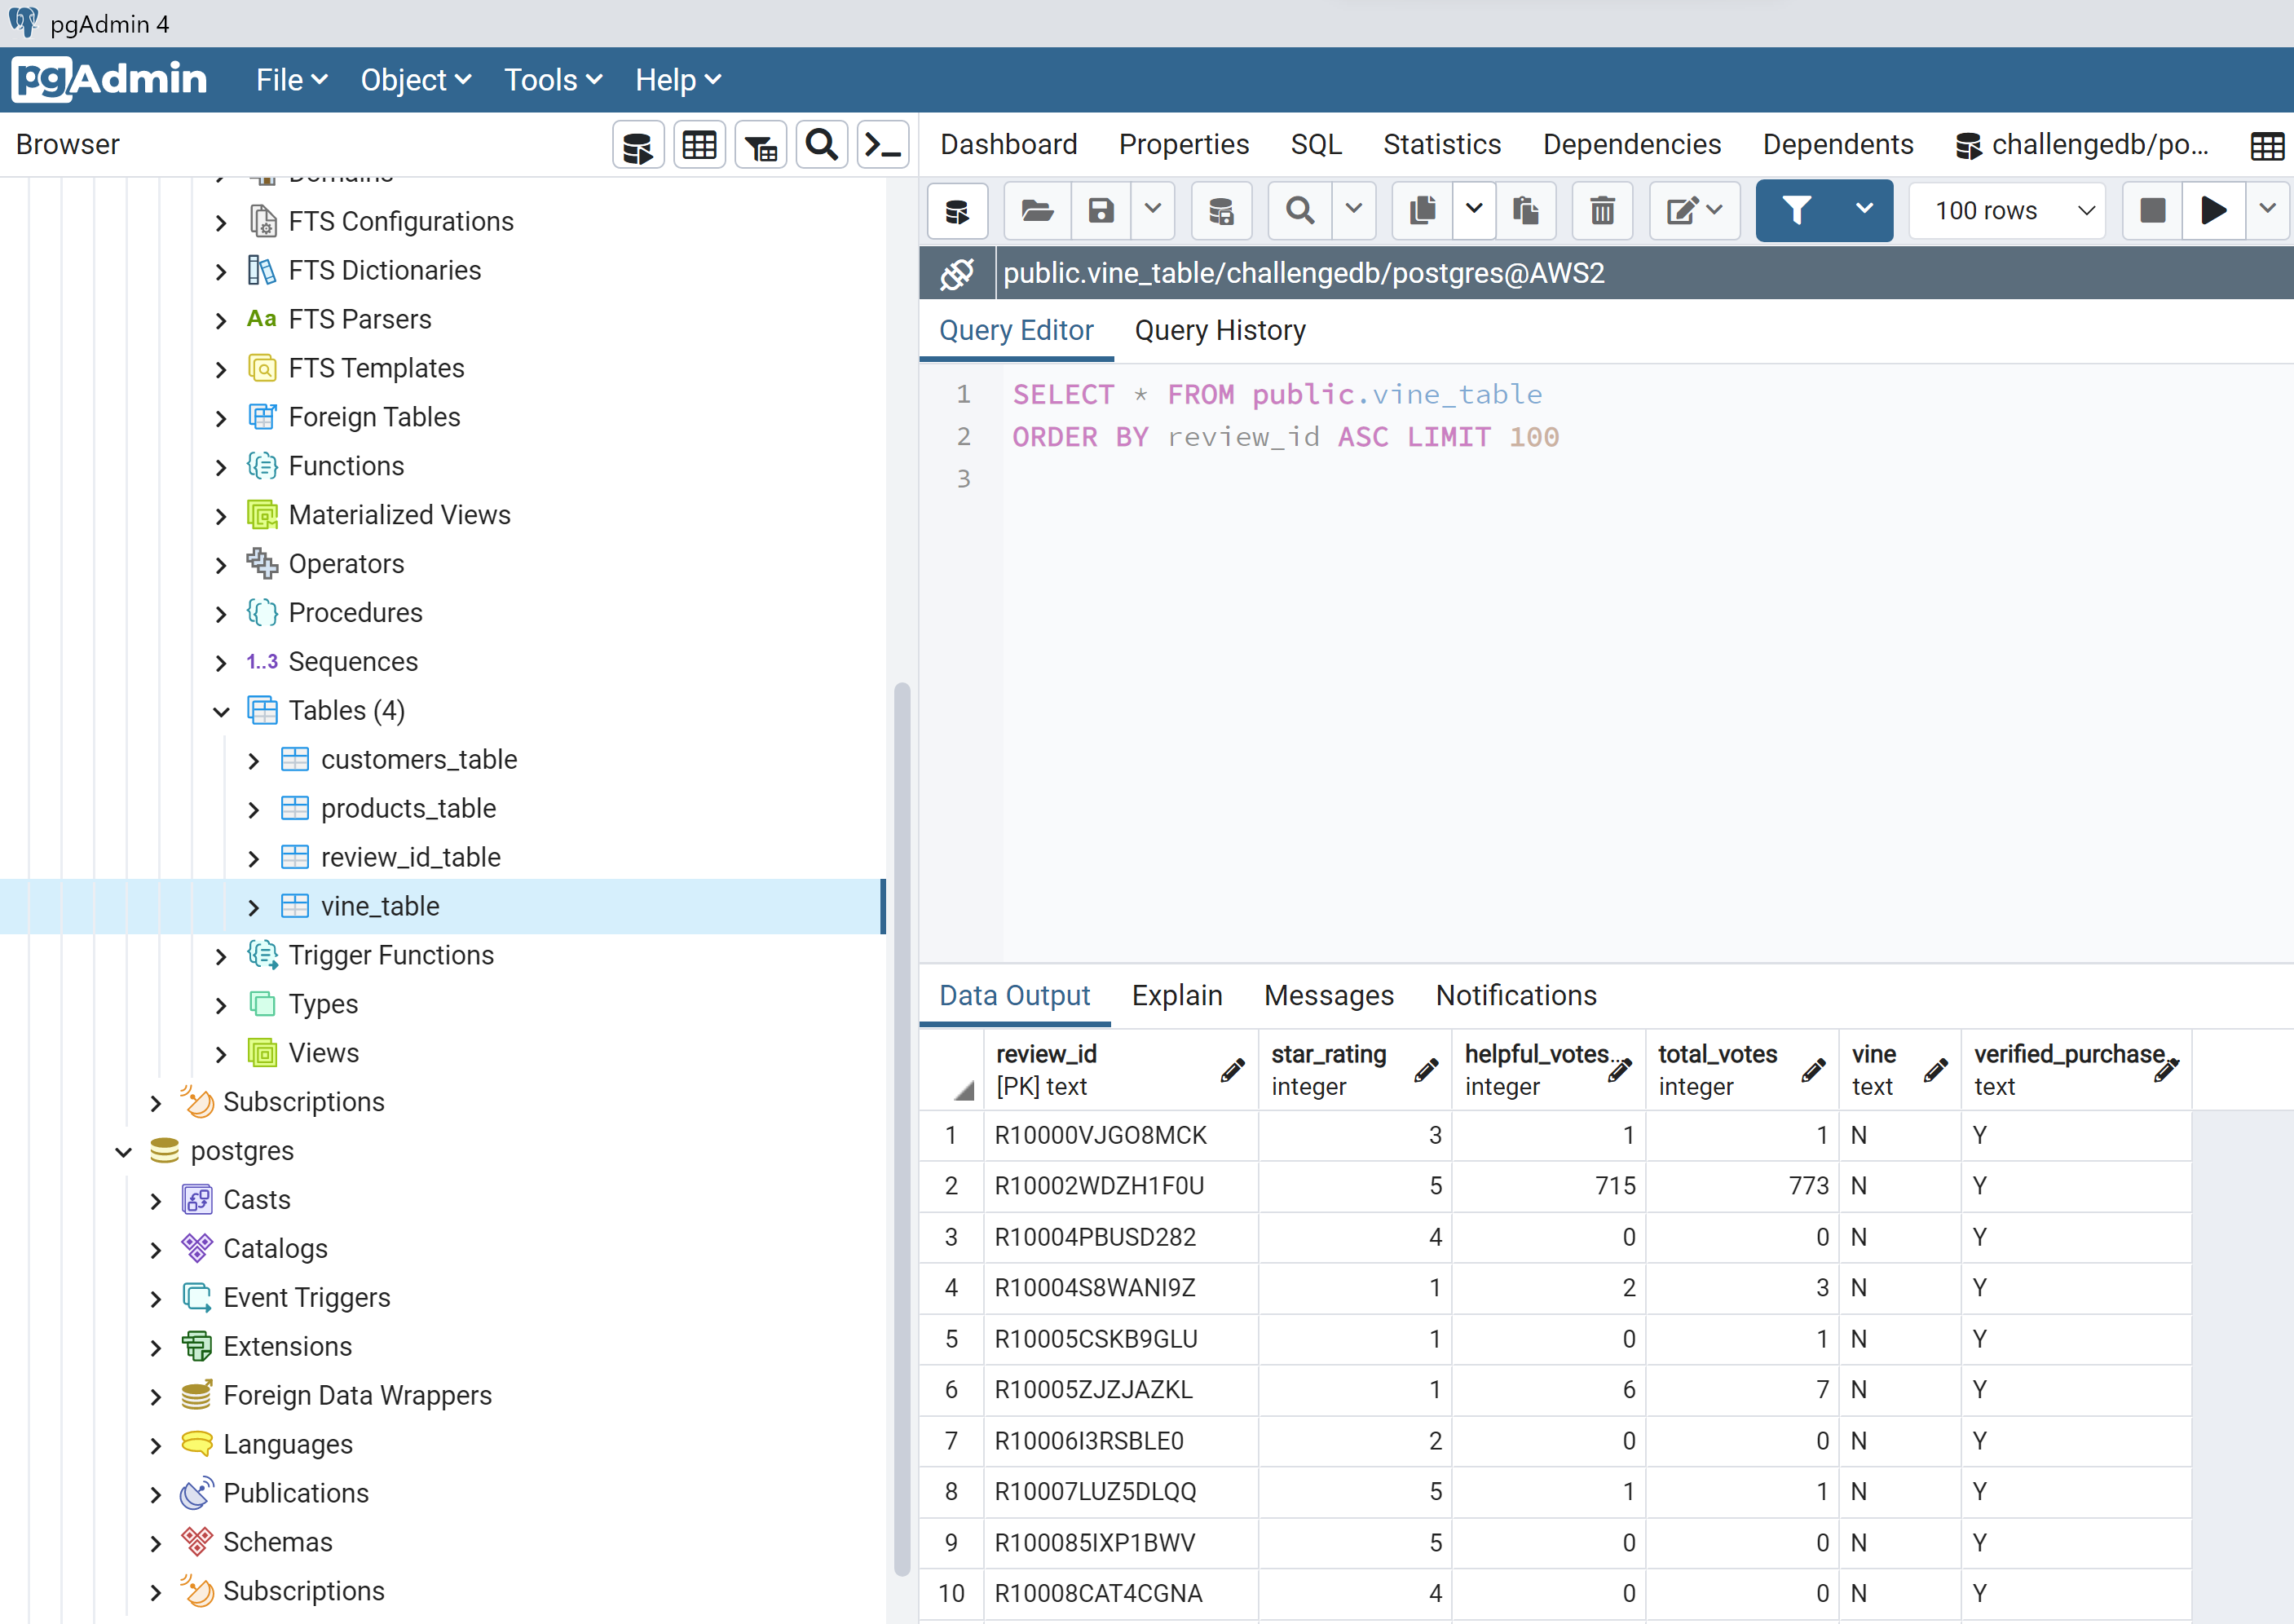 pgAdmin 4
pgAdmin File Object Tools Help
Browser
Domains
FTS Configurations
FTS Dictionaries
Aa FTS Parsers
FTS Templates
Foreign Tables
Functions
Materialized Views
Operators
Procedures
1..3 Sequences
Tables (4)
customers_table
products_table
review_id_table
vine_table
Trigger Functions
Types
Views
Subscriptions
postgres
Casts
Catalogs
Event Triggers
Extensions
Foreign Data Wrappers
Languages
Publications
Schemas
Subscriptions
Dashboard Properties SQL Statistics Dependencies Dependents challengedb/po...
100 rows
public.vine_table/challengedb/postgres@AWS2
Query Editor Query History
1 SELECT * FROM public.vine_table
2 ORDER BY review_id ASC LIMIT 100
3
Data Output Explain Messages Notifications
review_id star_rating helpful_votes... total_votes vine verified_purchase...
[PK] text integer integer integer text text
1 R10000VJGO8MCK 3 1 1 N Y
2 R10002WDZH1F0U 5 715 773 N Y
3 R10004PBUSD282 4 0 0 N Y
4 R10004S8WANI9Z 1 2 3 N Y
5 R10005CSKB9GLU 1 0 1 N Y
6 R10005ZJZJAZKL 1 6 7 N Y
7 R10006I3RSBLE0 2 0 0 N Y
8 R10007LUZ5DLQQ 5 1 1 N Y
9 R100085IXP1BWV 5 0 0 N Y
10 R10008CAT4CGNA 4 0 0 N Y